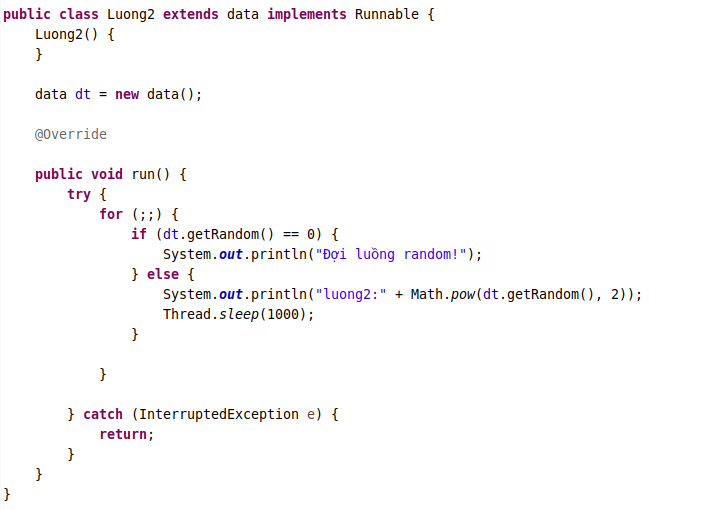 public class Luong2 extends data implements Runnable {
    Luong2() {
    }
    data dt = new data();
    @Override
    public void run() {
        try {
            for (;;) {
                if (dt.getRandom() == 0) {
                    System.out.println("Đợi luồng random!");
                } else {
                    System.out.println("luong2:" + Math.pow(dt.getRandom(), 2));
                    Thread.sleep(1000);
                }
            }
        } catch (InterruptedException e) {
            return;
        }
    }
}